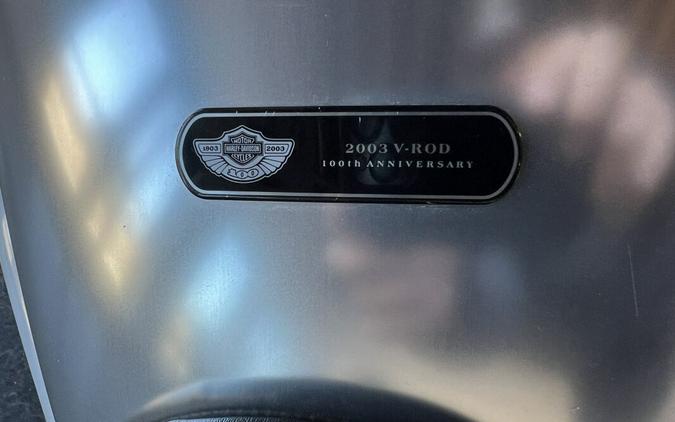 MOTOR
1903 HARLEY-DAVIDSON 2003
CYCLES
100
2003 V-ROD
100th ANNIVERSARY